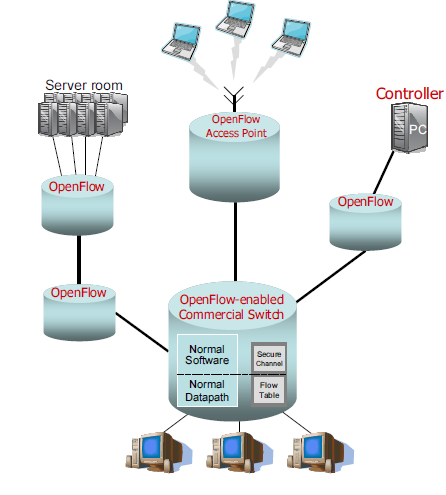 Server room
OpenFlow
Access Point
Controller
PC
OpenFlow
OpenFlow
OpenFlow
OpenFlow-enabled
Commercial Switch
Normal
Software
Secure
Channel
Normal
Datapath
Flow
Table